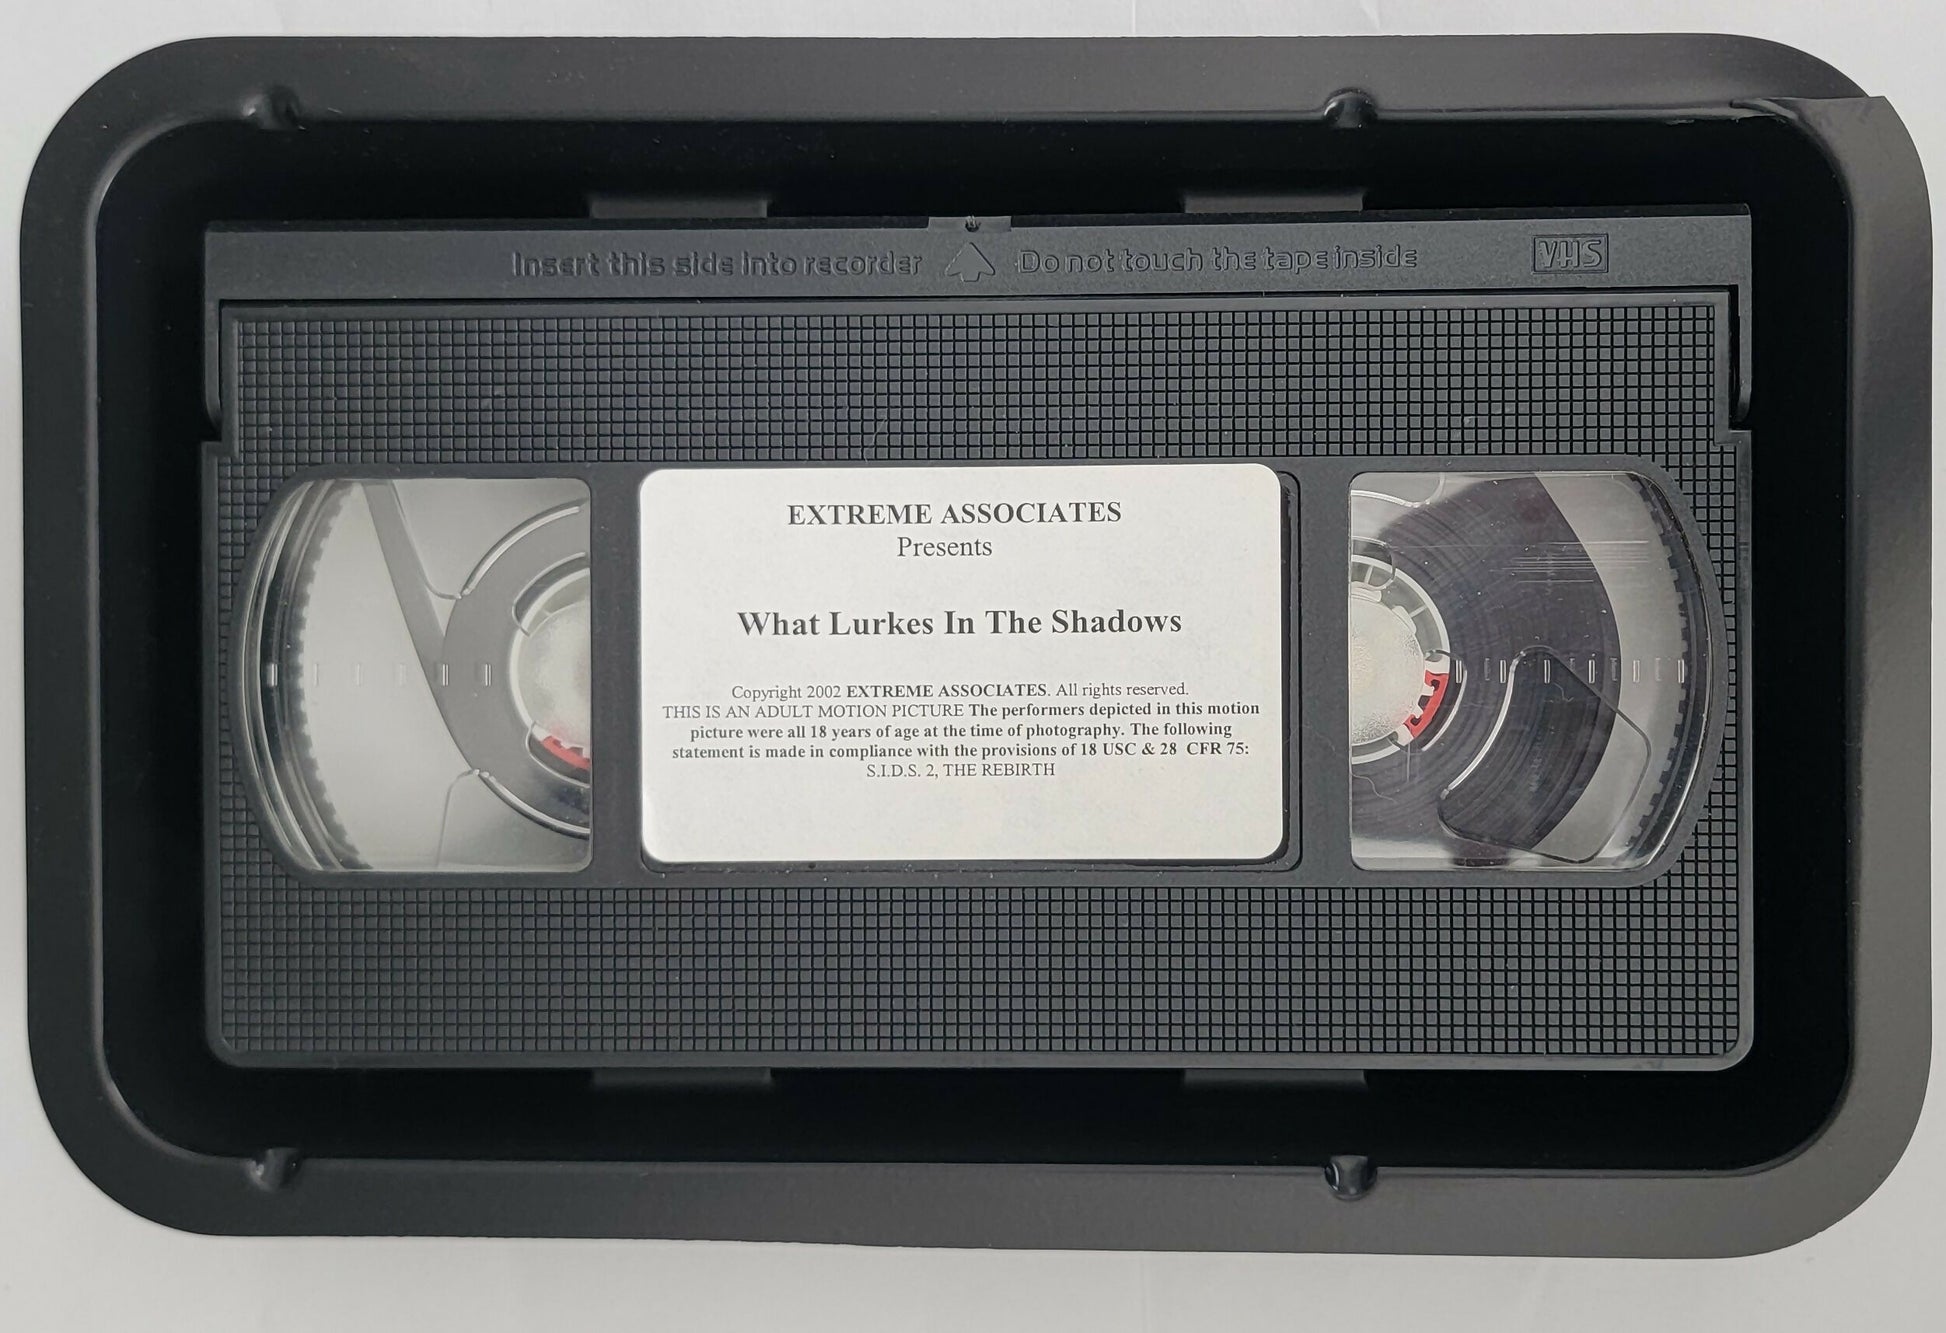 Insert this side into recorder Do not touch the tape inside VHS
EXTREME ASSOCIATES
Presents
What Lurkes In The Shadows
Copyright 2002 EXTREME ASSOCIATES. All rights reserved.
THIS IS AN ADULT MOTION PICTURE The performers depicted in this motion
picture were all 18 years of age at the time of photography. The following
statement is made in compliance with the provisions of 18 USC & 28 CFR 75:
S.I.D.S. 2, THE REBIRTH